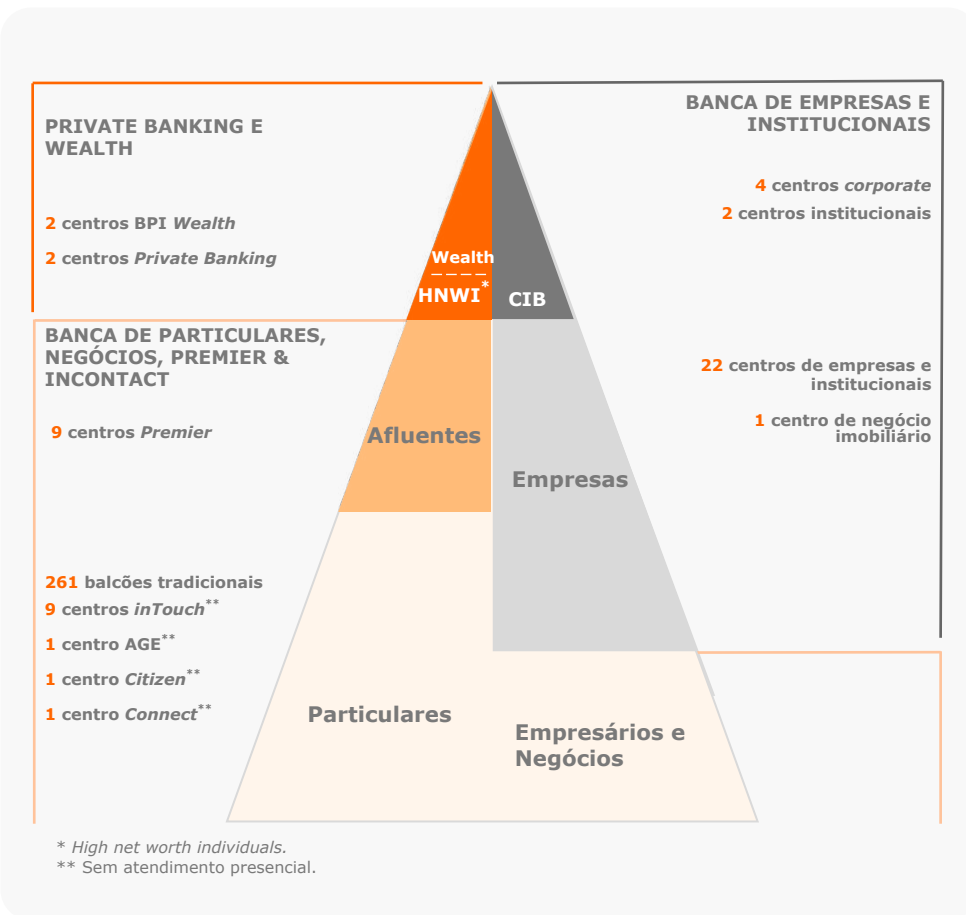 PRIVATE BANKING E
WEALTH
2 centros BPI Wealth
2 centros Private Banking
BANCA DE PARTICULARES,
NEGÓCIOS, PREMIER &
INCONTACT
9 centros Premier
261 balcões tradicionais
9 centros inTouch**
1 centro AGE**
1 centro Citizen**
1 centro Connect**
Wealth
HNWI*
CIB
Afluentes
Empresas
Particulares
Empresários e
Negócios
BANCA DE EMPRESAS E
INSTITUCIONAIS
4 centros corporate
2 centros institucionais
22 centros de empresas e
institucionais
1 centro de negócio
imobiliário
* High net worth individuals.
** Sem atendimento presencial.